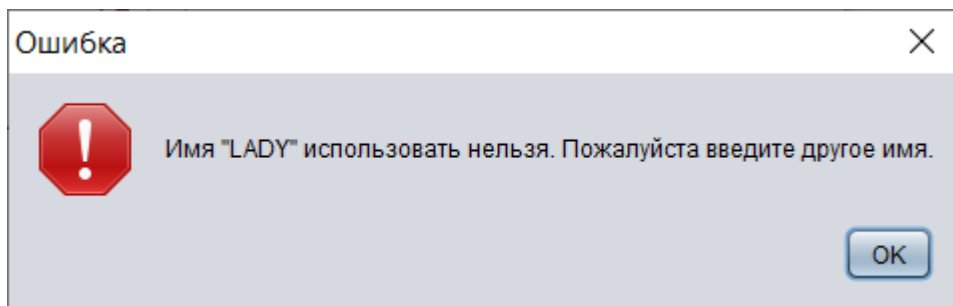 Ошибка
Имя "LADY" использовать нельзя. Пожалуйста введите другое имя.
OK